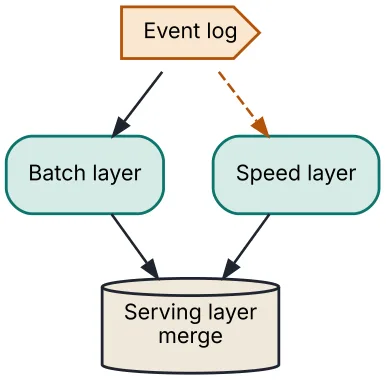 Event log
Batch layer
Speed layer
Serving layer
merge